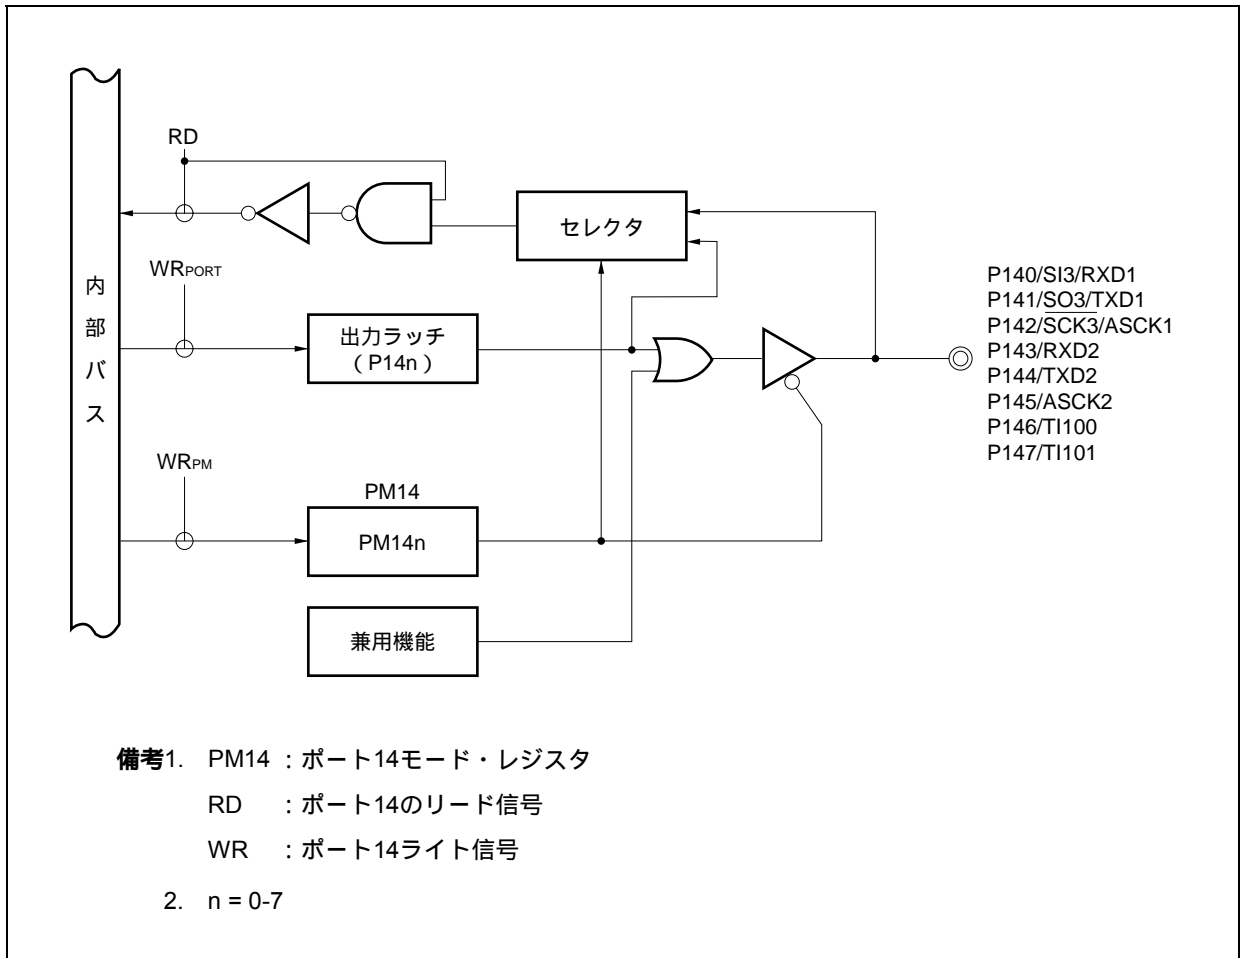 RD
セレクタ
内部バス
WRPORT
出力ラッチ
（P14n）
P140/SI3/RXD1
P141/SO3/TXD1
P142/SCK3/ASCK1
P143/RXD2
P144/TXD2
P145/ASCK2
P146/TI100
P147/TI101
WRPM
PM14
PM14n
兼用機能
備考1. PM14 ：ポート14モード・レジスタ
RD ：ポート14のリード信号
WR ：ポート14ライト信号
2. n = 0-7